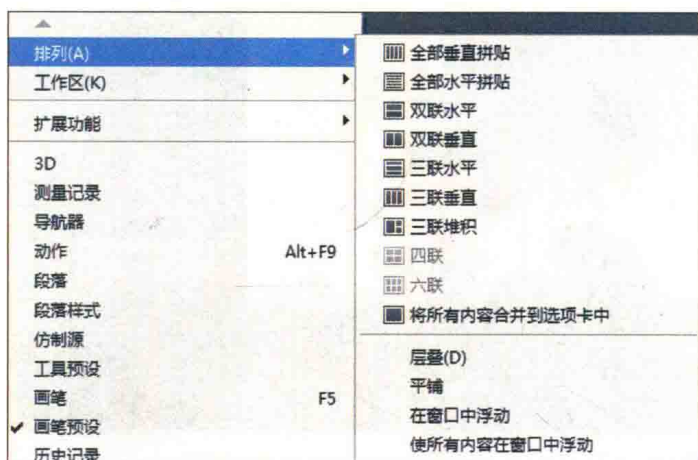 排列(A)
工作区(K)
扩展功能
3D
测量记录
导航器
动作 Alt+F9
段落
段落样式
仿制源
工具预设
画笔 F5
画笔预设
历史记录
全部垂直拼贴
全部水平拼贴
双联水平
双联垂直
三联水平
三联垂直
三联堆积
四联
六联
将所有内容合并到选项卡中
层叠(D)
平铺
在窗口中浮动
使所有内容在窗口中浮动